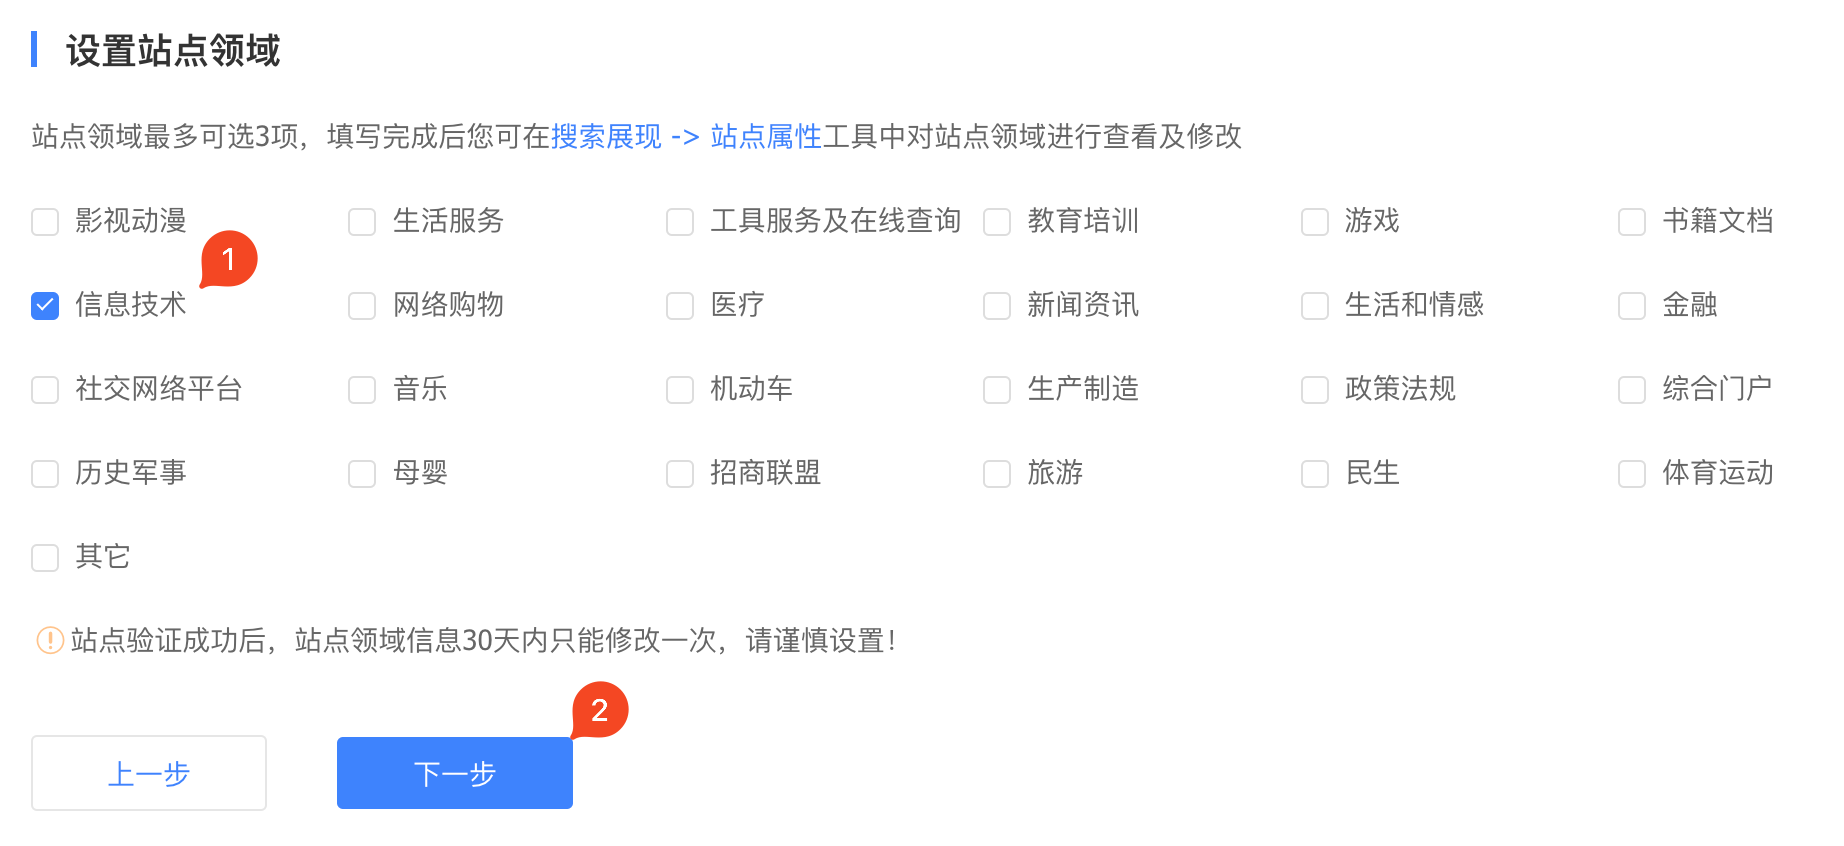 设置站点领域
站点领域最多可选3项，填写完成后您可在搜索展现 -> 站点属性工具中对站点领域进行查看及修改
影视动漫 生活服务 工具服务及在线查询 教育培训 游戏 书籍文档
1
信息技术 网络购物 医疗 新闻资讯 生活和情感 金融
社交网络平台 音乐 机动车 生产制造 政策法规 综合门户
历史军事 母婴 招商联盟 旅游 民生 体育运动
其它
站点验证成功后，站点领域信息30天内只能修改一次，请谨慎设置！
2
上一步 下一步